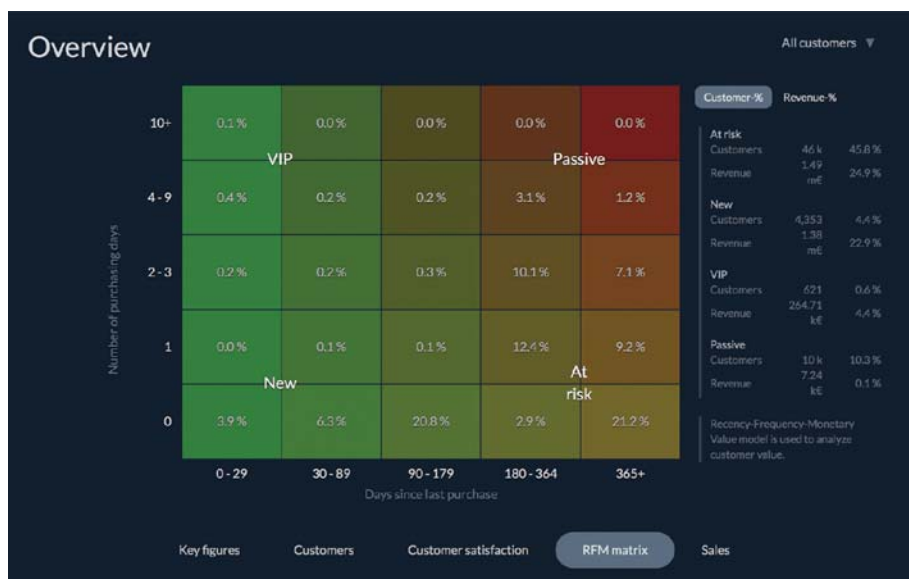 Overview
All customers ▼
Customer-% Revenue-%
10+ 0.1% 0.0% 0.0% 0.0% 0.0%
VIP Passive
4 - 9 0.4% 0.2% 0.2% 3.1% 1.2%
2 - 3 0.2% 0.2% 0.3% 10.1% 7.1%
1 0.0% 0.1% 0.1% 12.4% 9.2%
New At
risk
0 3.9% 6.3% 20.8% 2.9% 21.2%
0 - 29 30 - 89 90 - 179 180 - 364 365+
Days since last purchase
Number of purchasing days
At risk
Customers 46 k 45.8%
Revenue 1.49 m€ 24.9%
New
Customers 4,353 4.4%
Revenue 1.38 m€ 22.9%
VIP
Customers 621 0.6%
Revenue 264.71 k€ 4.4%
Passive
Customers 10 k 10.3%
Revenue 7.24 k€ 0.1%
Recency-Frequency-Monetary
Value model is used to analyze
customer value.
Key figures Customers Customer satisfaction RFM matrix Sales